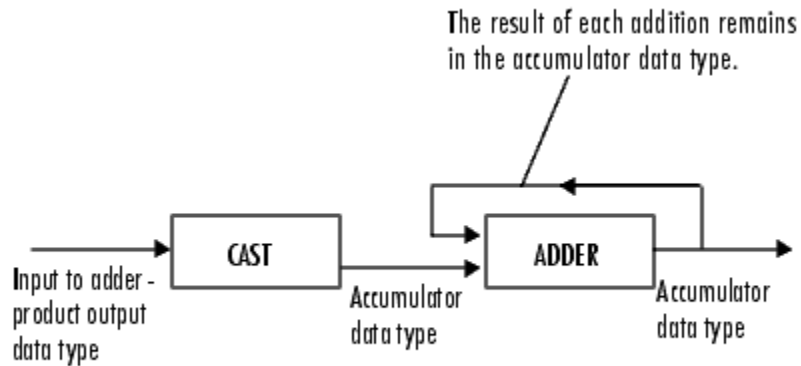 The result of each addition remains
in the accumulator data type.
CAST
ADDER
Input to adder -
product output
data type
Accumulator
data type
Accumulator
data type